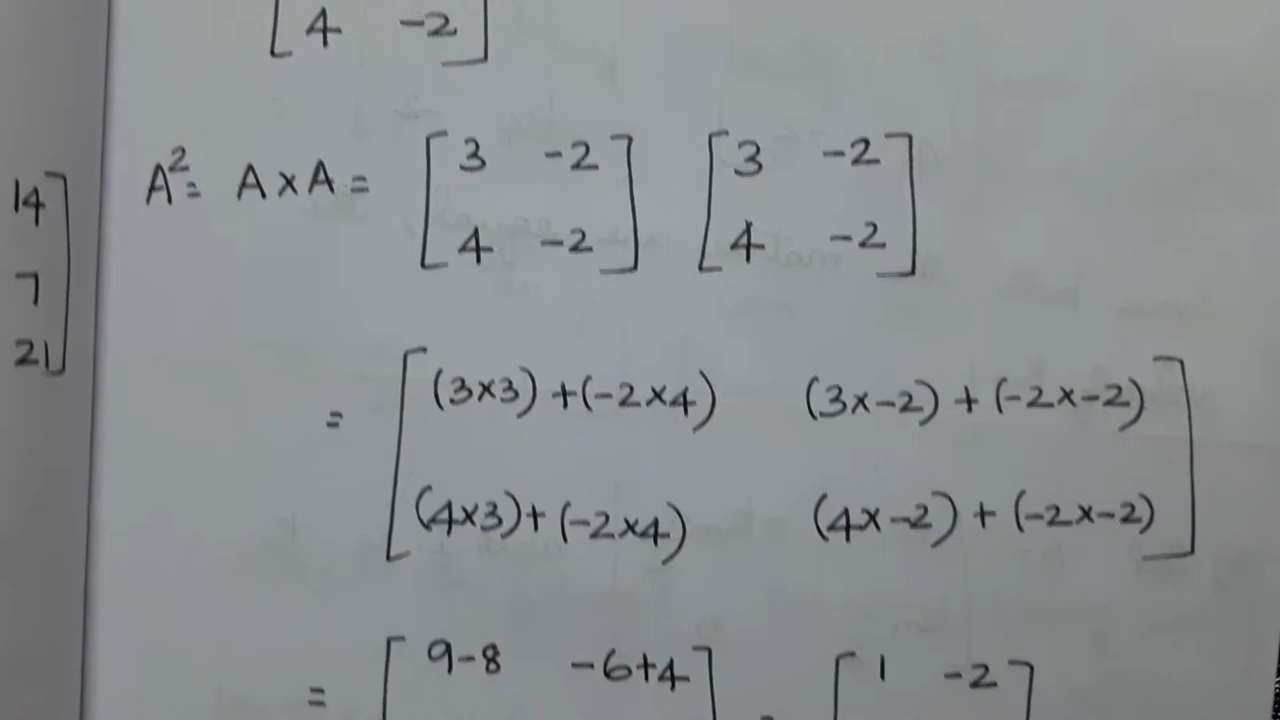 [4 -2]
A² = A × A = [3 -2 [3 -2
4 -2] 4 -2]
14
7
21]
= [(3×3) + (-2×4) (3×-2) + (-2×-2)
(4×3) + (-2×4) (4×-2) + (-2×-2)]
= [9-8 -6+4] = [1 -2]